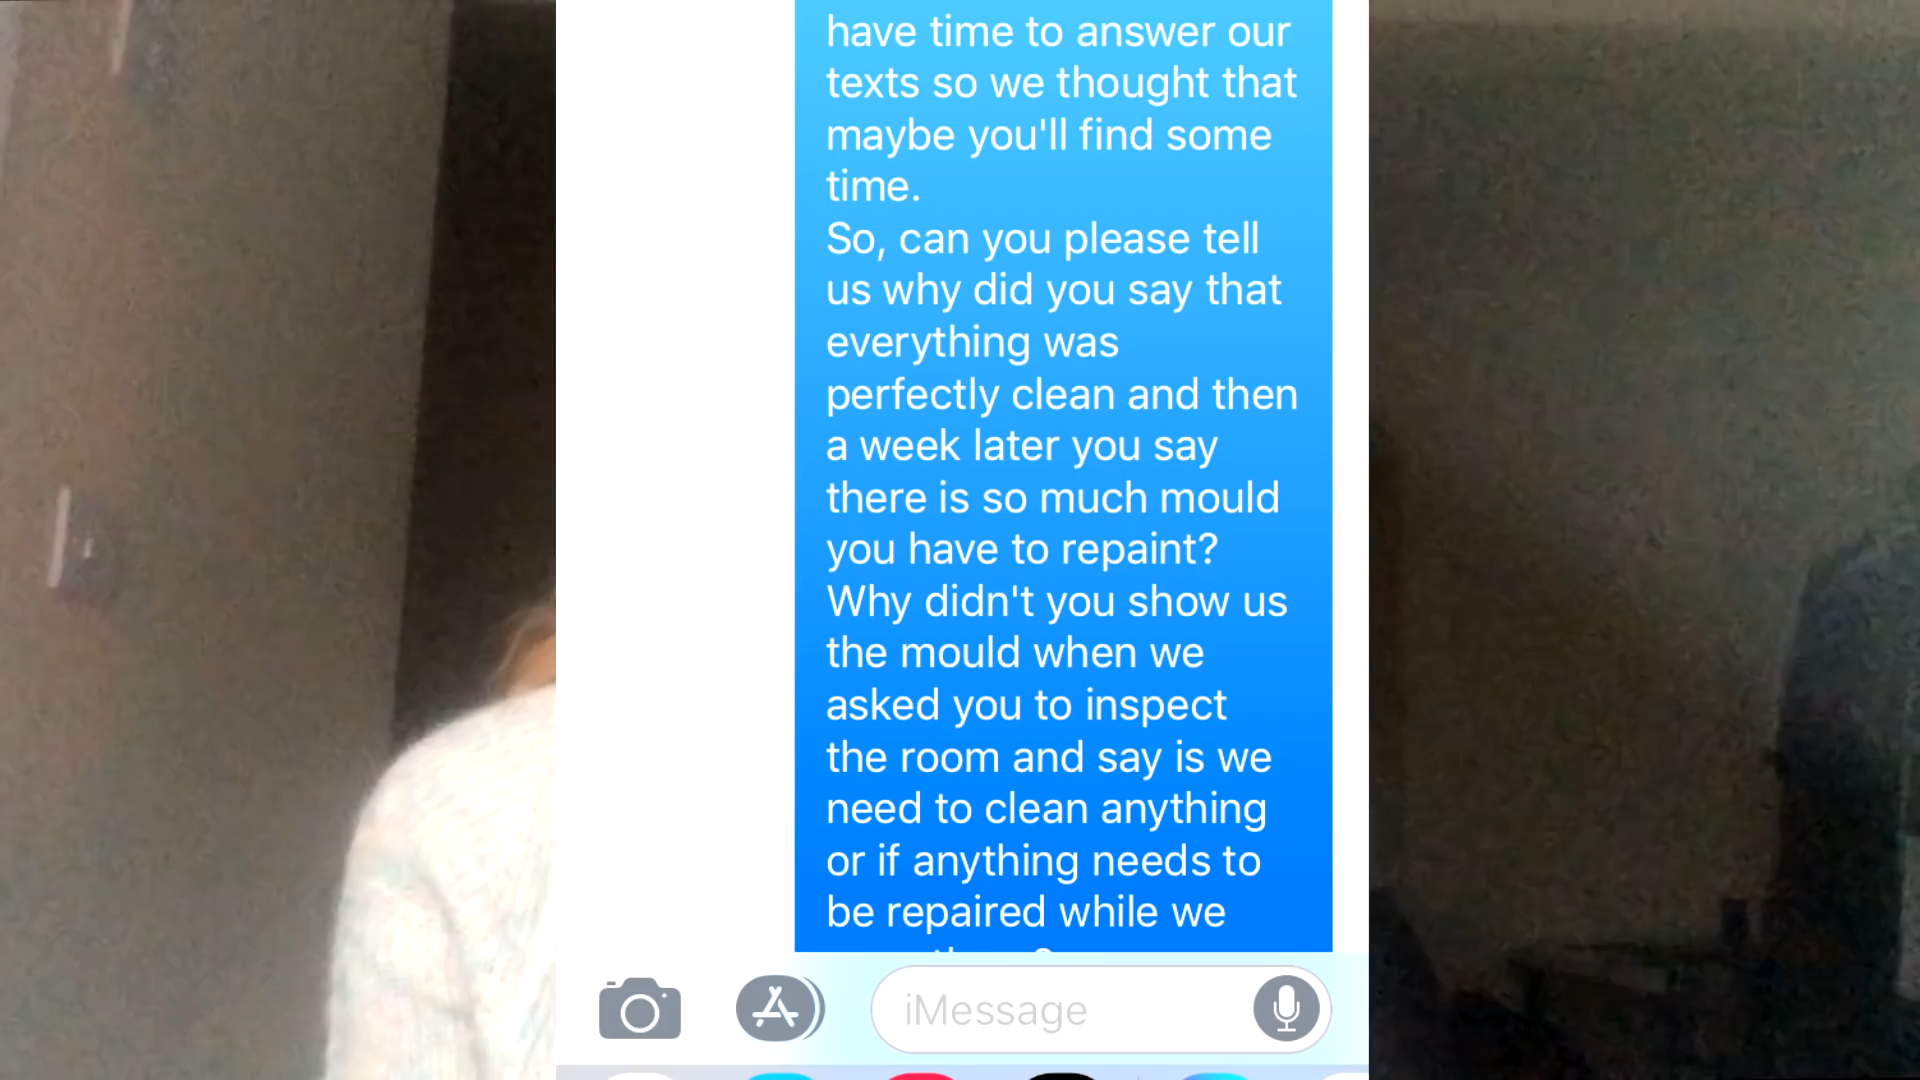 have time to answer our
texts so we thought that
maybe you'll find some
time.
So, can you please tell
us why did you say that
everything was
perfectly clean and then
a week later you say
there is so much mould
you have to repaint?
Why didn't you show us
the mould when we
asked you to inspect
the room and say is we
need to clean anything
or if anything needs to
be repaired while we
iMessage